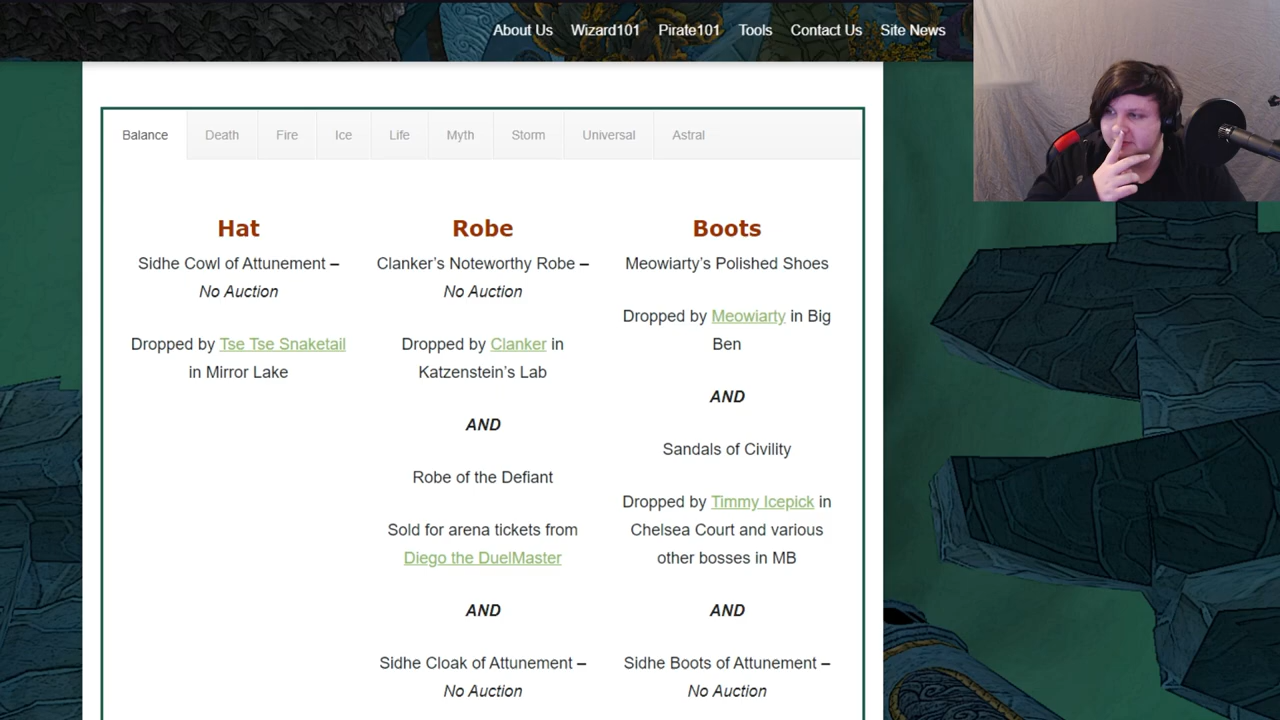 About Us Wizard101 Pirate101 Tools Contact Us Site News
Balance Death Fire Ice Life Myth Storm Universal Astral
Hat
Sidhe Cowl of Attunement –
No Auction
Dropped by Tse Tse Snaketail
in Mirror Lake
Robe
Clanker’s Noteworthy Robe –
No Auction
Dropped by Clanker in
Katzenstein’s Lab
AND
Robe of the Defiant
Sold for arena tickets from
Diego the DuelMaster
AND
Sidhe Cloak of Attunement –
No Auction
Boots
Meowiarty’s Polished Shoes
Dropped by Meowiarty in Big
Ben
AND
Sandals of Civility
Dropped by Timmy Icepick in
Chelsea Court and various
other bosses in MB
AND
Sidhe Boots of Attunement –
No Auction